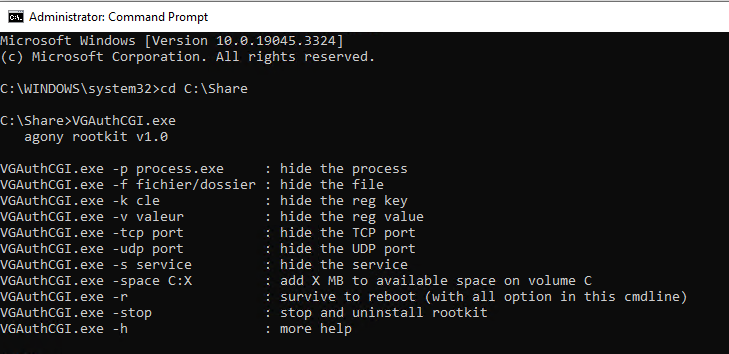 Administrator: Command Prompt
Microsoft Windows [Version 10.0.19045.3324]
(c) Microsoft Corporation. All rights reserved.
C:\WINDOWS\system32>cd C:\Share
C:\Share>VGAuthCGI.exe
agony rootkit v1.0
VGAuthCGI.exe -p process.exe : hide the process
VGAuthCGI.exe -f fichier/dossier : hide the file
VGAuthCGI.exe -k cle : hide the reg key
VGAuthCGI.exe -v valeur : hide the reg value
VGAuthCGI.exe -tcp port : hide the TCP port
VGAuthCGI.exe -udp port : hide the UDP port
VGAuthCGI.exe -s service : hide the service
VGAuthCGI.exe -space C:X : add X MB to available space on volume C
VGAuthCGI.exe -r : survive to reboot (with all option in this cmdline)
VGAuthCGI.exe -stop : stop and uninstall rootkit
VGAuthCGI.exe -h : more help